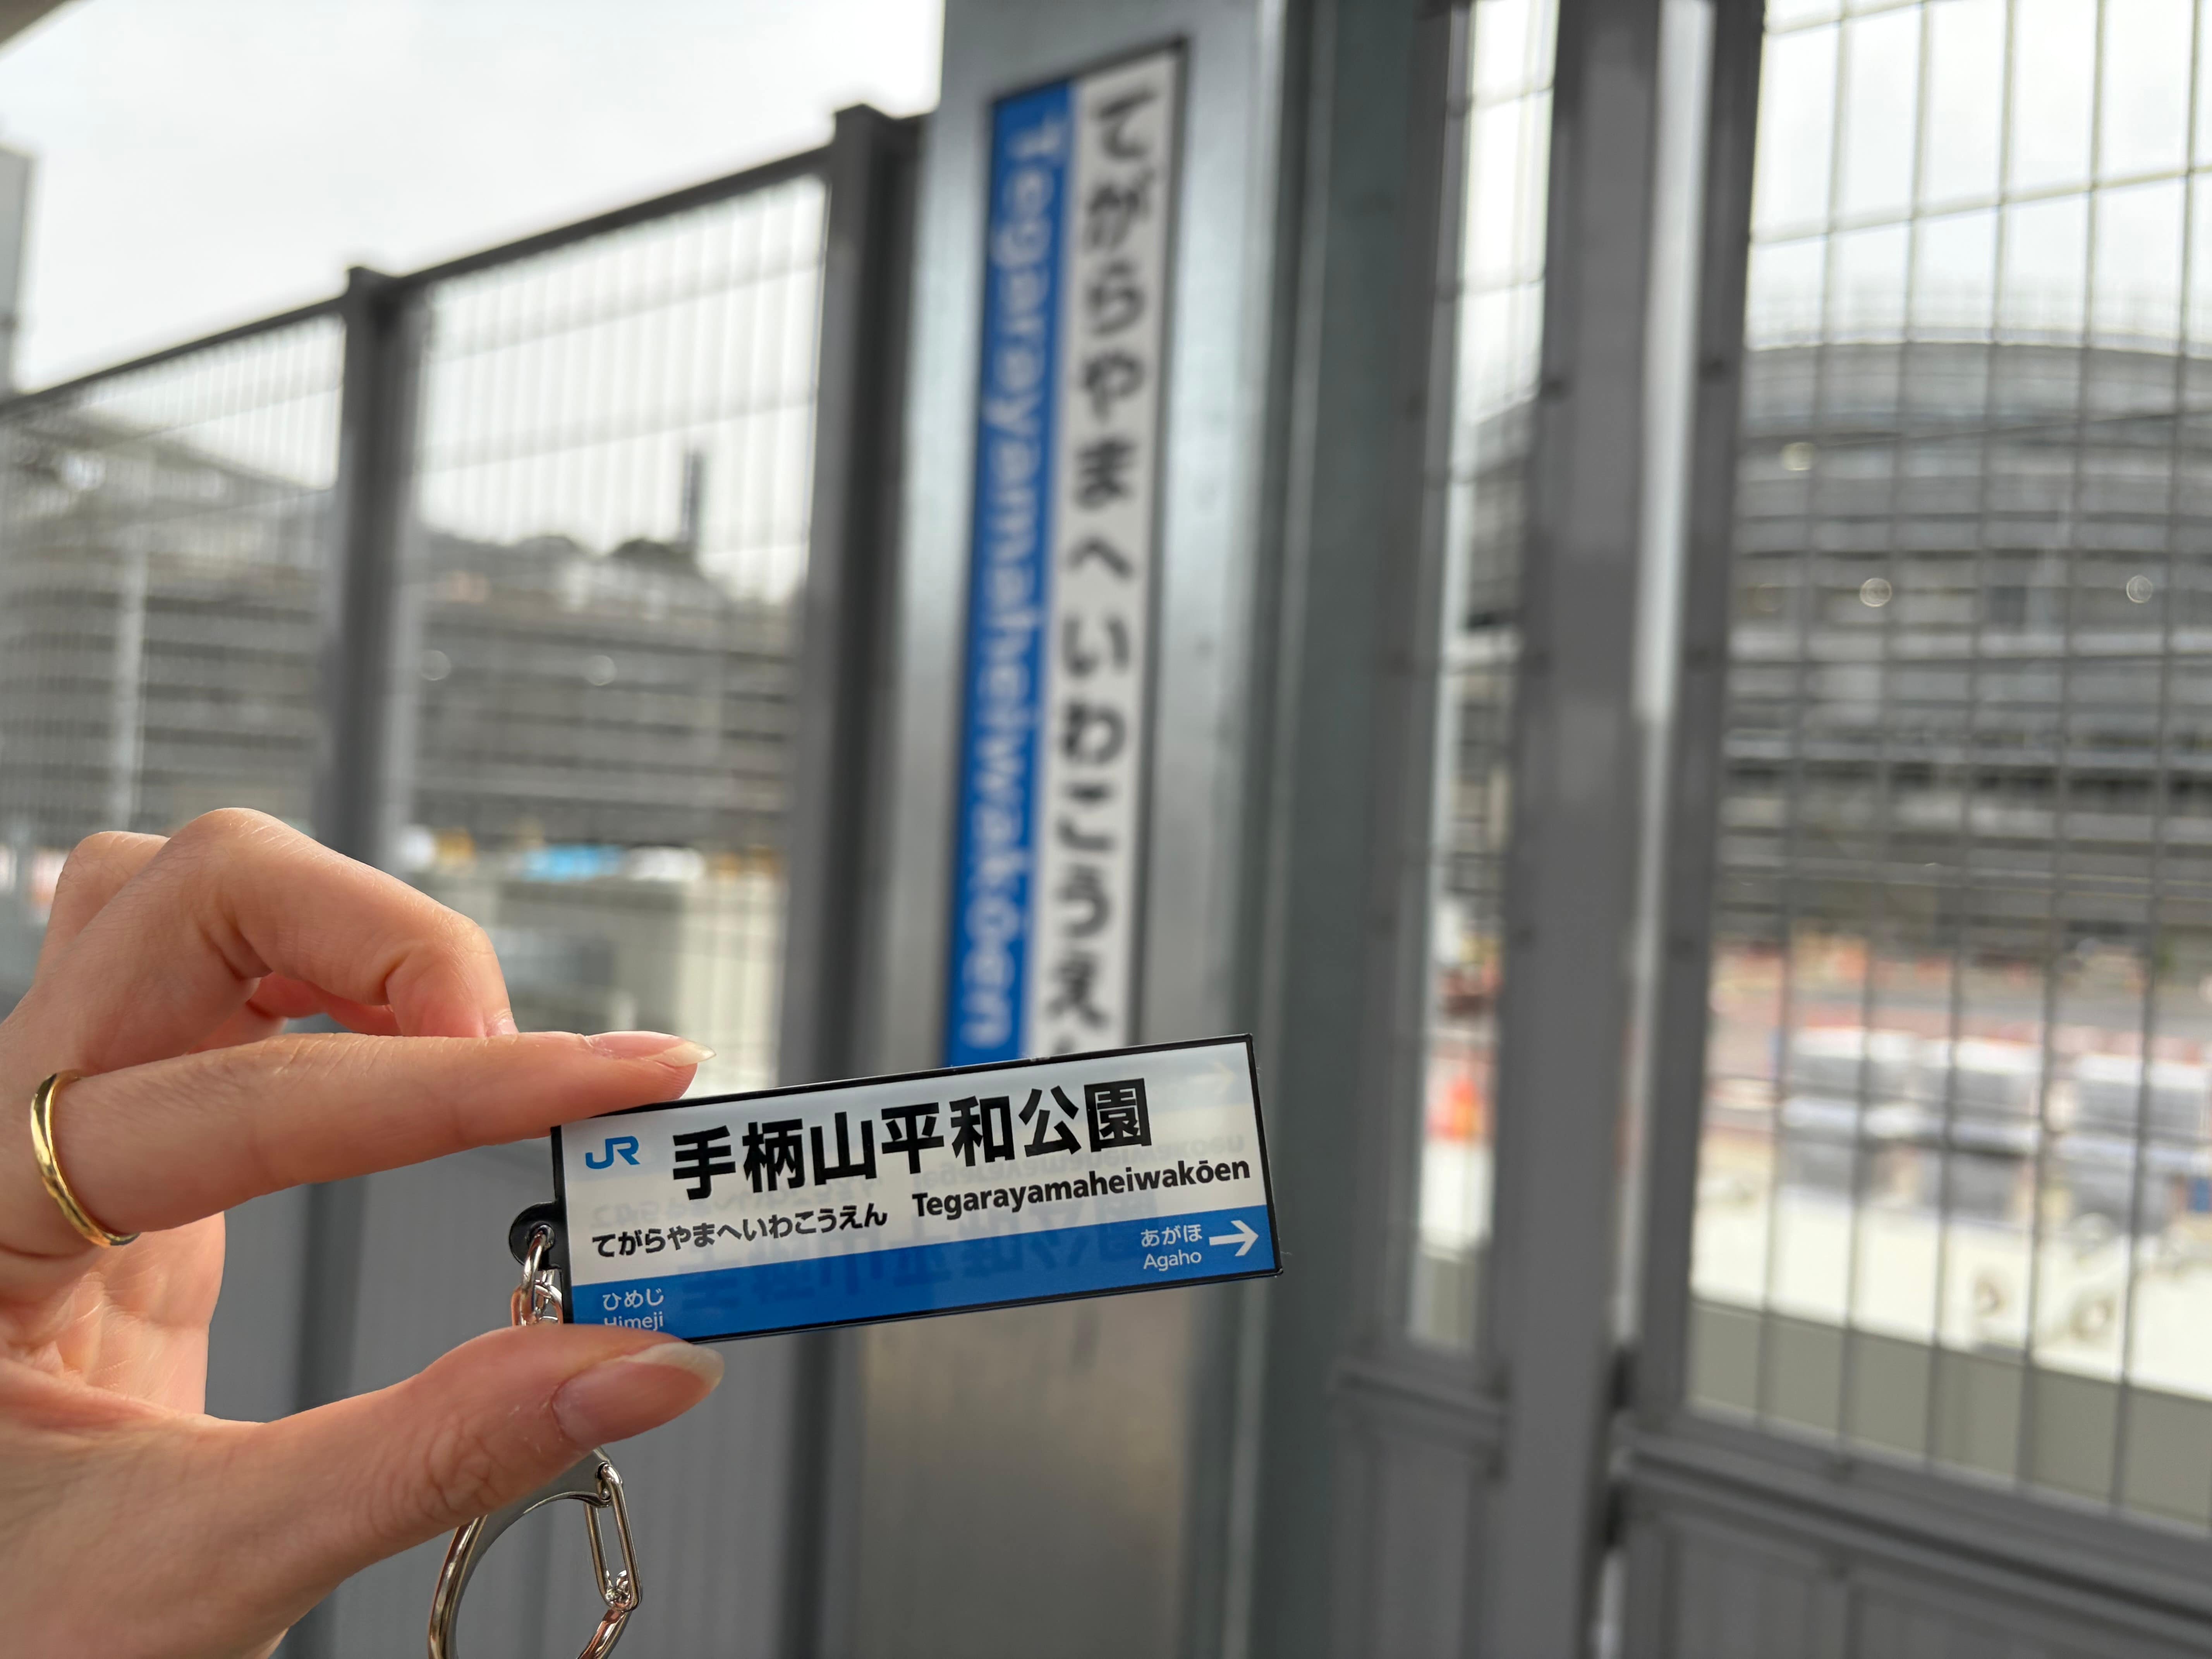 てがらやまへいわこうえ
Tegarayamaheiwakōen
JR 手柄山平和公園
てがらやまへいわこうえん Tegarayamaheiwakōen
あがほ →
Agaho
ひめじ
Himeji